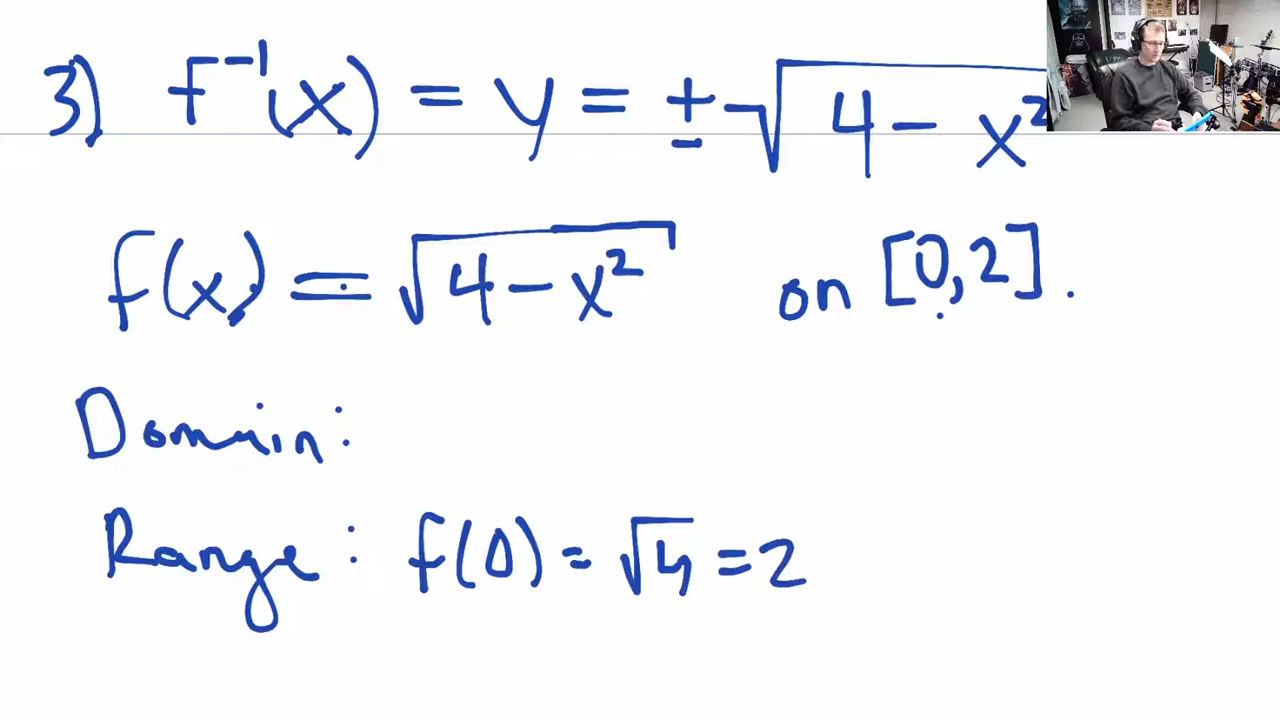 3) f⁻¹(x) = y = ± √4 - x²
f(x) = √4 - x² on [0,2].
Domain:
Range: f(0) = √4 = 2